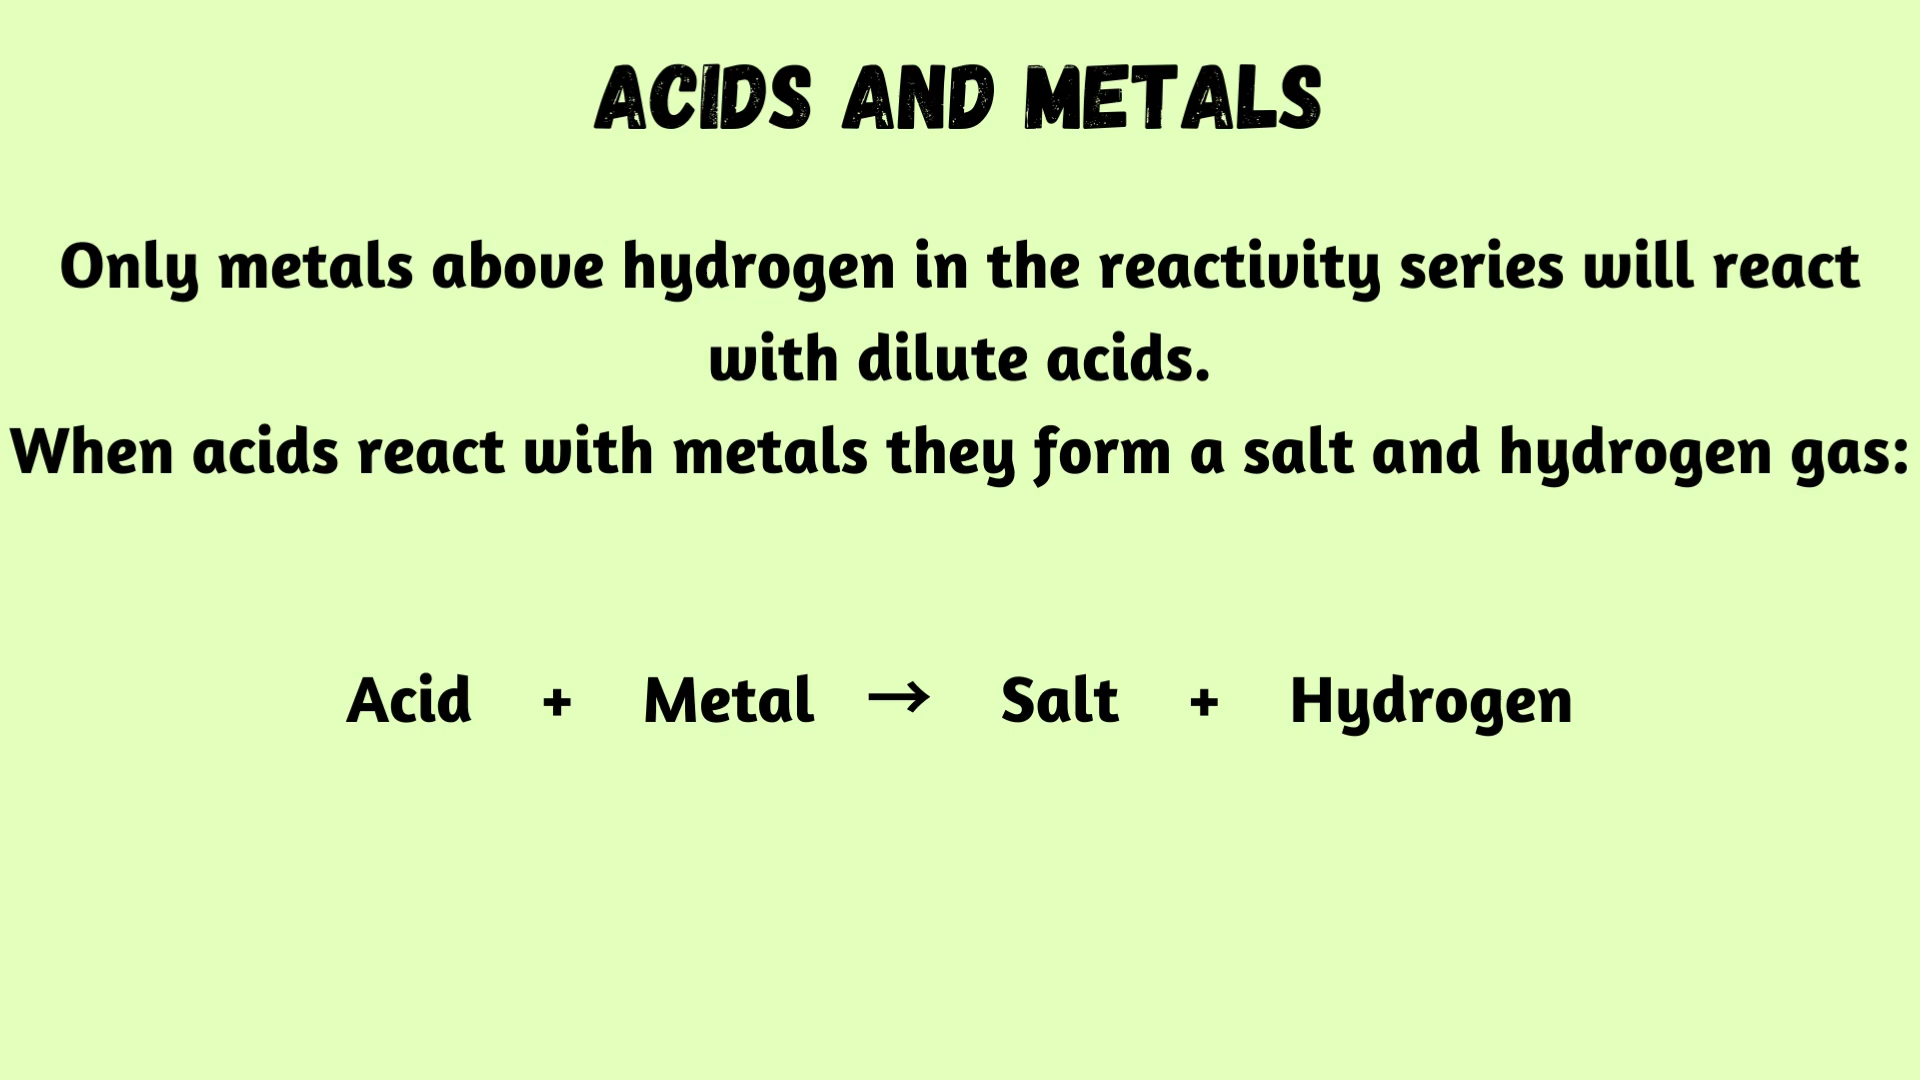 ACIDS AND METALS
Only metals above hydrogen in the reactivity series will react
with dilute acids.
When acids react with metals they form a salt and hydrogen gas:
Acid + Metal → Salt + Hydrogen